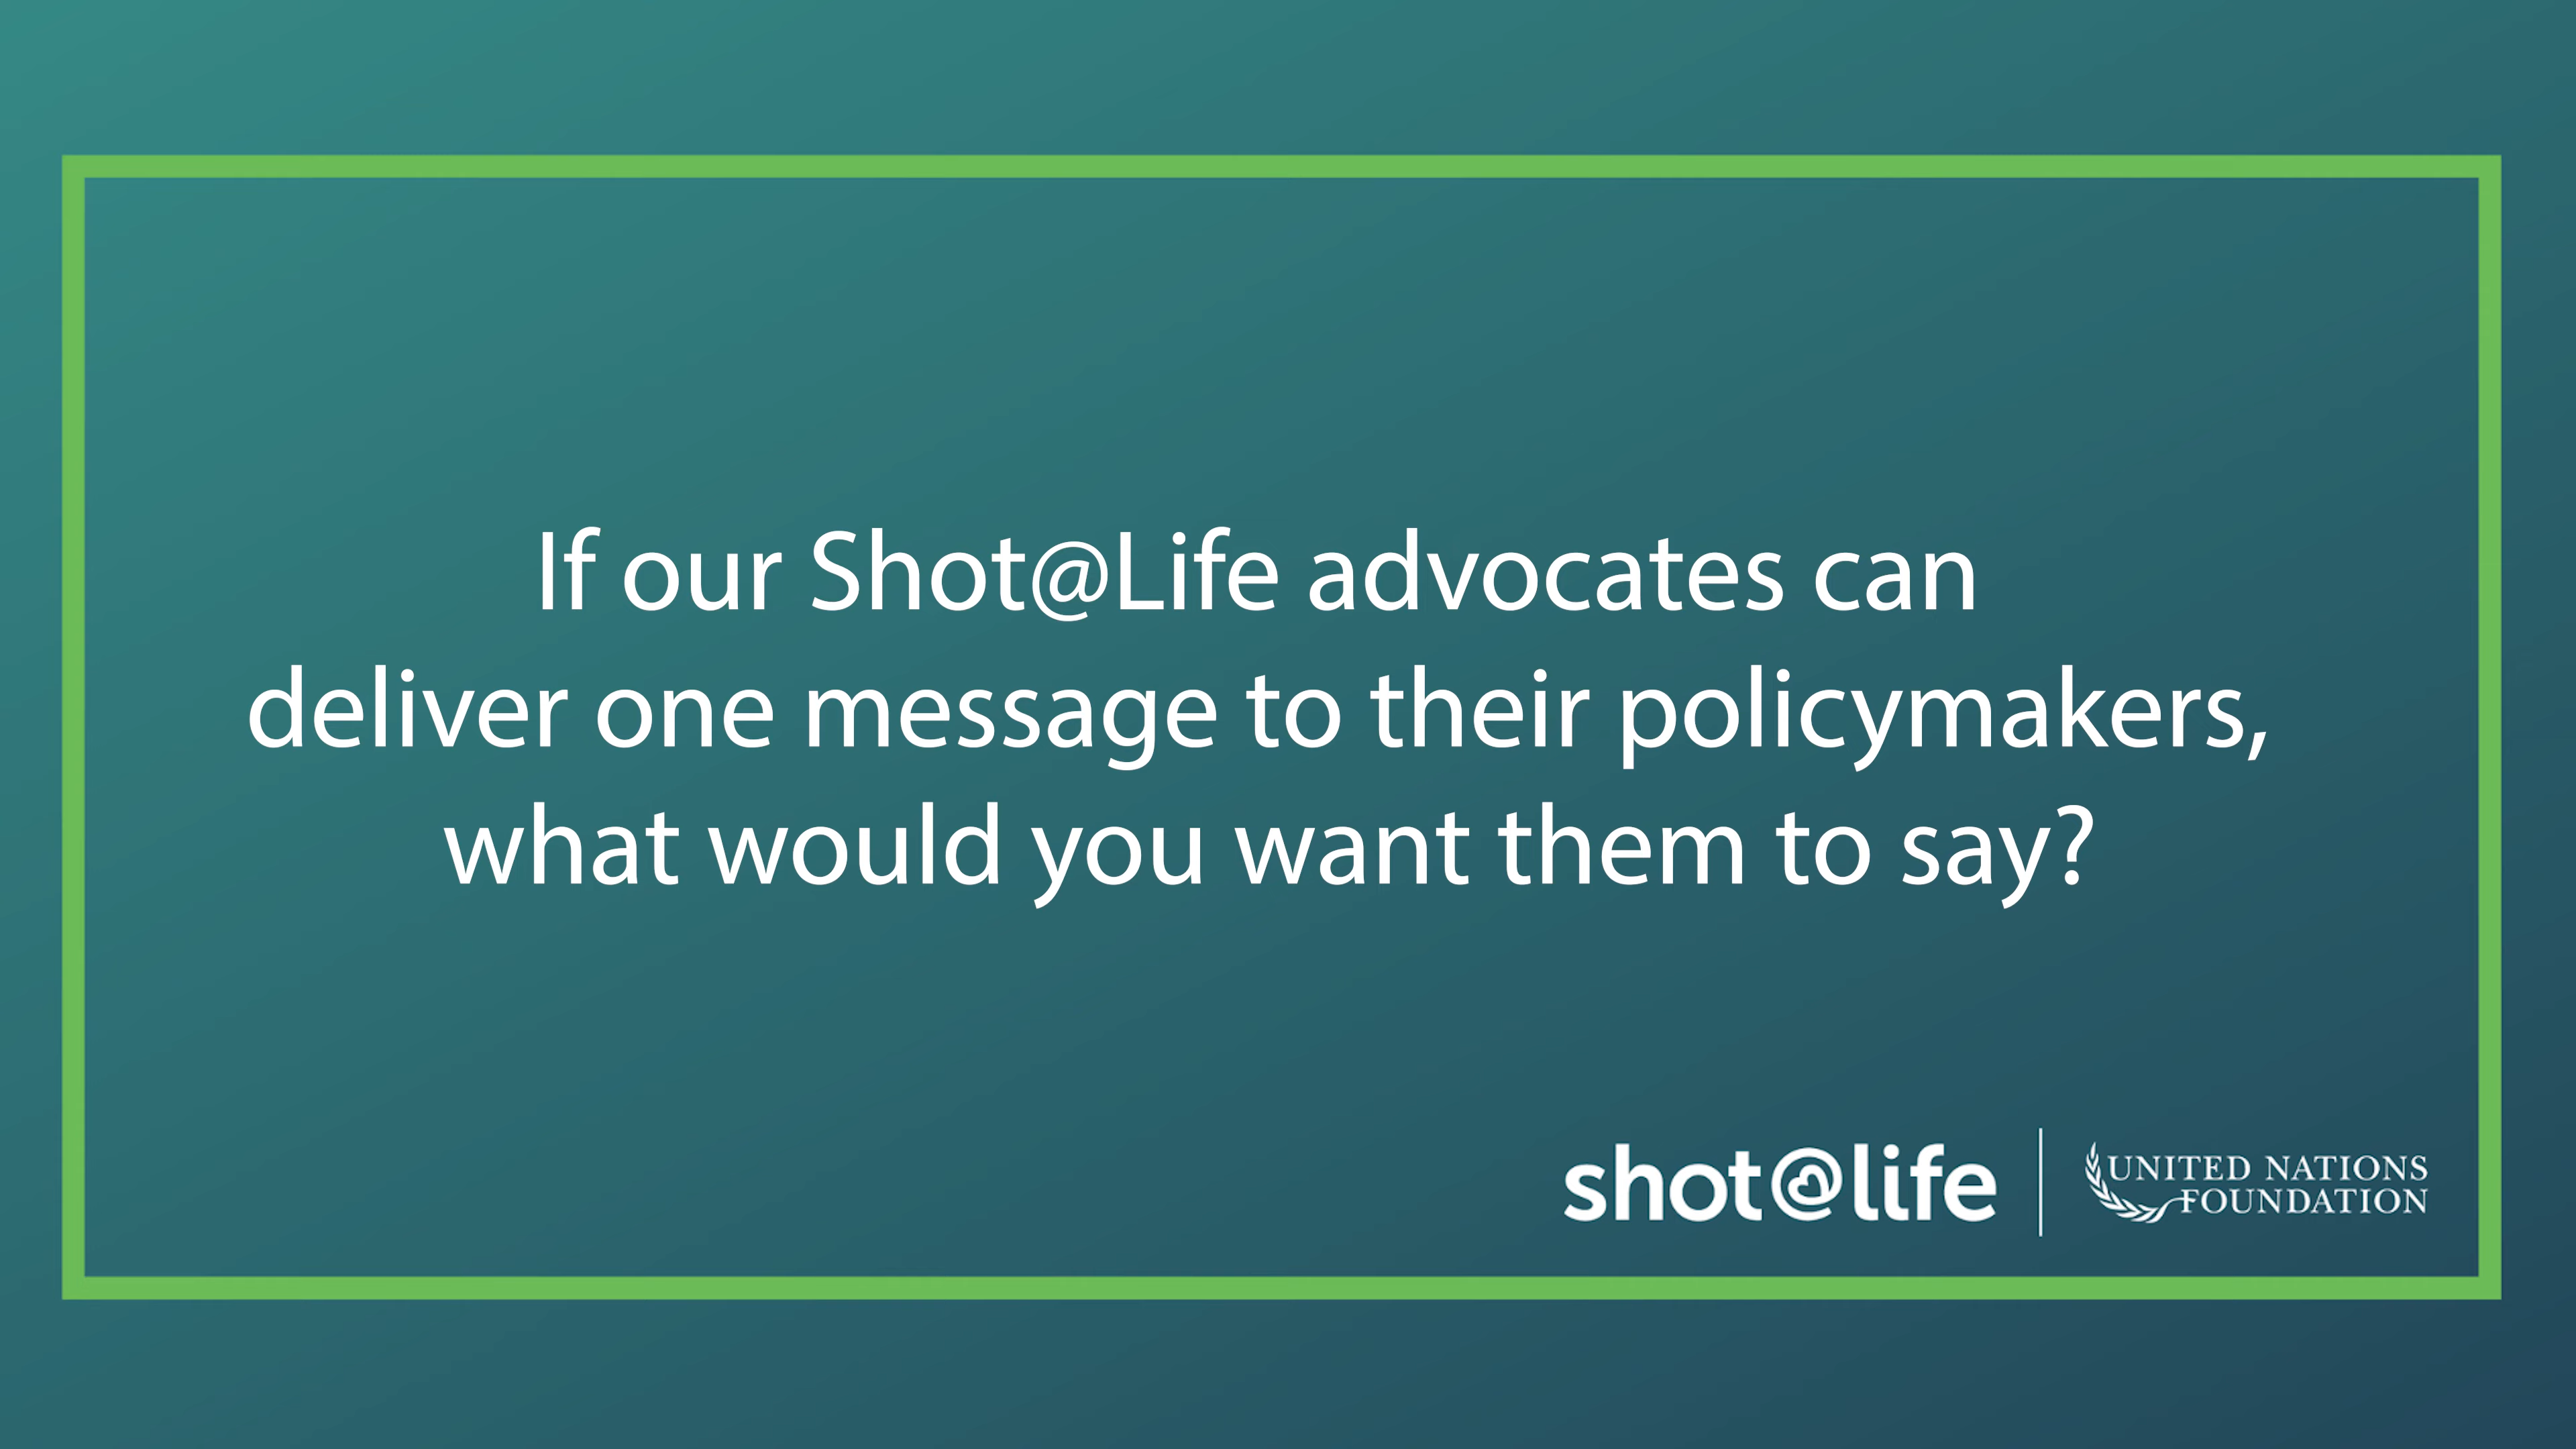 If our Shot@Life advocates can
deliver one message to their policymakers,
what would you want them to say?
shot@life
UNITED NATIONS
FOUNDATION